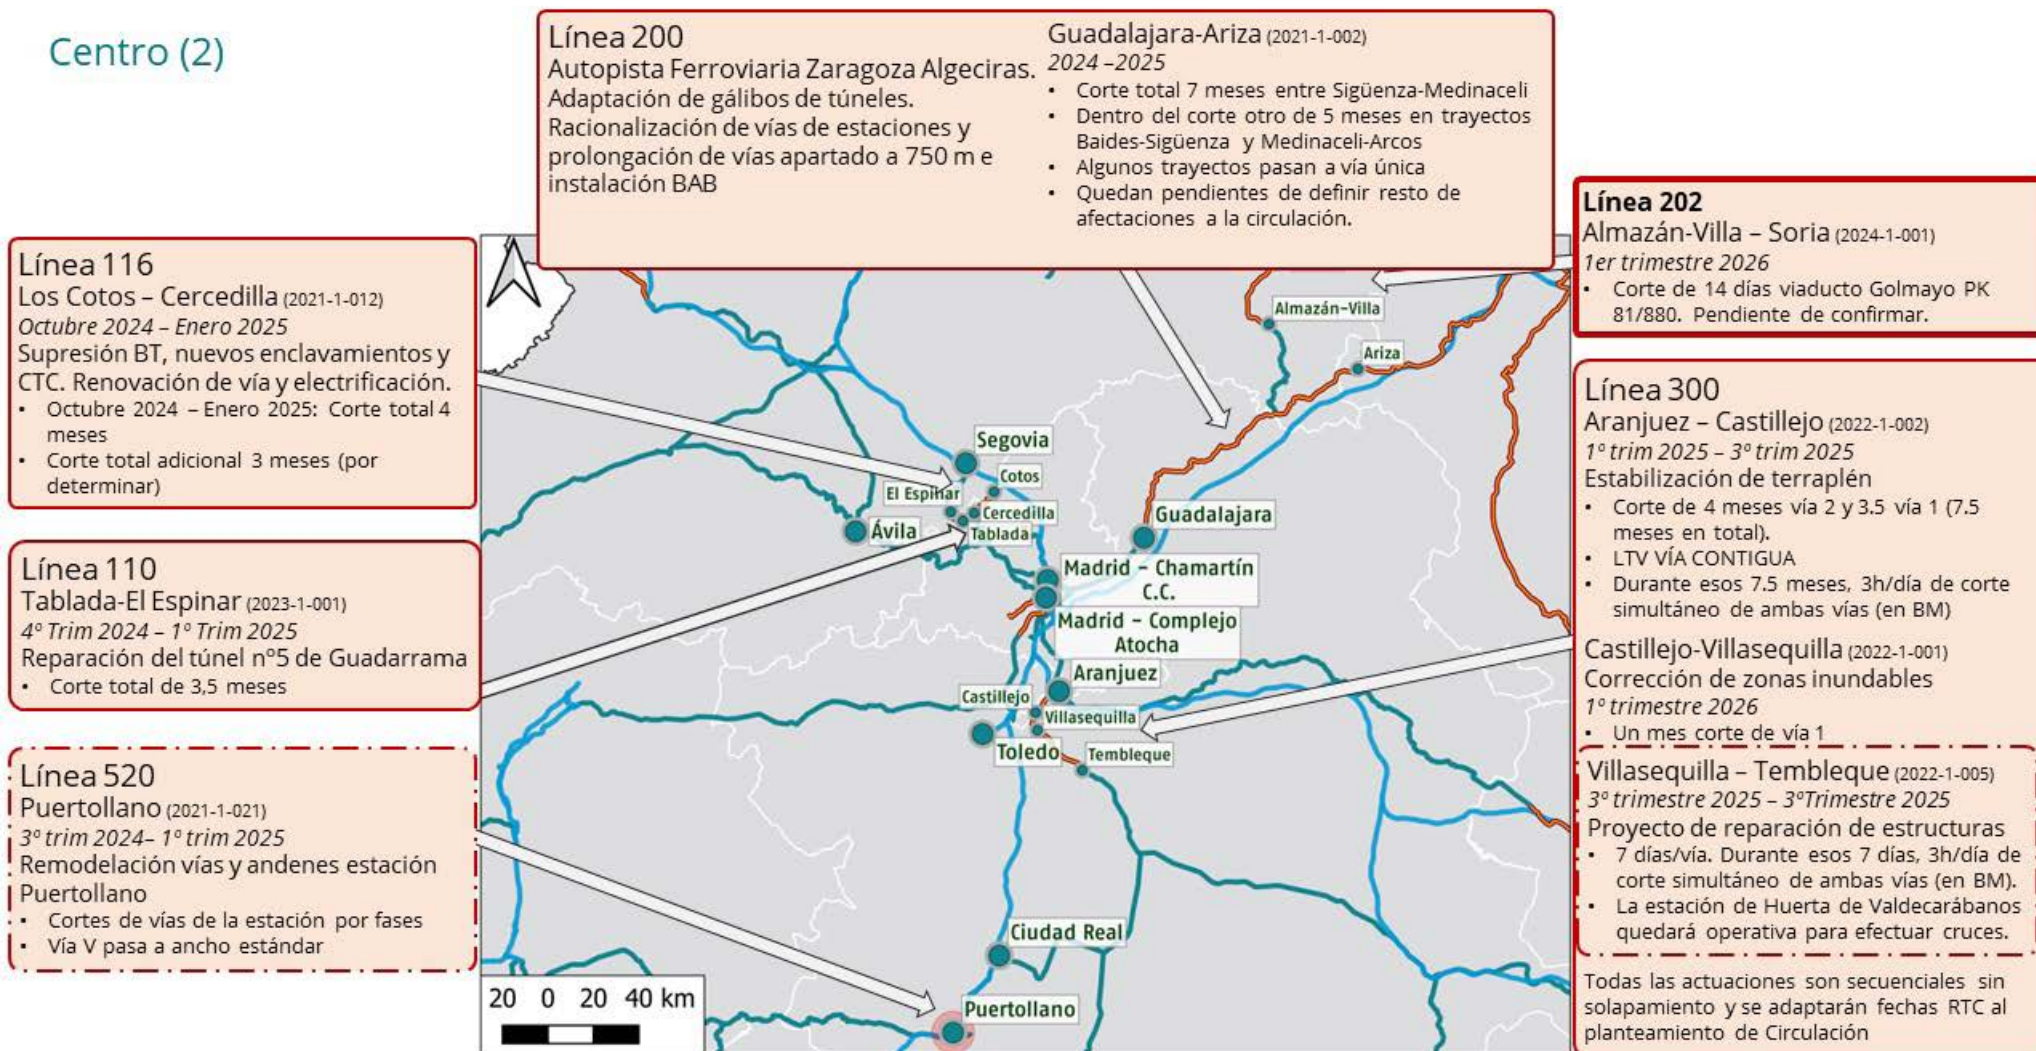 Centro (2)
Línea 200
Autopista Ferroviaria Zaragoza Algeciras.
Adaptación de gálibos de túneles.
Racionalización de vías de estaciones y
prolongación de vías apartado a 750 m e
instalación BAB
Guadalajara-Ariza (2021-1-002)
2024 –2025
• Corte total 7 meses entre Sigüenza-Medinaceli
• Dentro del corte otro de 5 meses en trayectos
Baides-Sigüenza y Medinaceli-Arcos
• Algunos trayectos pasan a vía única
• Quedan pendientes de definir resto de
afectaciones a la circulación.
Línea 116
Los Cotos – Cercedilla (2021-1-012)
Octubre 2024 – Enero 2025
Supresión BT, nuevos enclavamientos y
CTC. Renovación de vía y electrificación.
• Octubre 2024 – Enero 2025: Corte total 4
meses
• Corte total adicional 3 meses (por
determinar)
Línea 110
Tablada-El Espinar (2023-1-001)
4º Trim 2024 – 1º Trim 2025
Reparación del túnel nº5 de Guadarrama
• Corte total de 3,5 meses
Línea 520
Puertollano (2021-1-021)
3º trim 2024– 1º trim 2025
Remodelación vías y andenes estación
Puertollano
• Cortes de vías de la estación por fases
• Vía V pasa a ancho estándar
Línea 202
Almazán-Villa – Soria (2024-1-001)
1er trimestre 2026
• Corte de 14 días viaducto Golmayo PK
81/880. Pendiente de confirmar.
Línea 300
Aranjuez – Castillejo (2022-1-002)
1º trim 2025 – 3º trim 2025
Estabilización de terraplén
• Corte de 4 meses vía 2 y 3.5 vía 1 (7.5
meses en total).
• LTV VÍA CONTIGUA
• Durante esos 7.5 meses, 3h/día de corte
simultáneo de ambas vías (en BM)
Castillejo-Villasequilla (2022-1-001)
Corrección de zonas inundables
1º trimestre 2026
• Un mes corte de vía 1
Villasequilla – Tembleque (2022-1-005)
3º trimestre 2025 – 3ºTrimestre 2025
Proyecto de reparación de estructuras
• 7 días/vía. Durante esos 7 días, 3h/día de
corte simultáneo de ambas vías (en BM).
• La estación de Huerta de Valdecarábanos
quedará operativa para efectuar cruces.
Todas las actuaciones son secuenciales sin
solapamiento y se adaptarán fechas RTC al
planteamiento de Circulación
Almazán-Villa
Ariza
Segovia
Cotos
El Espinar
Cercedilla
Ávila
Tablada
Guadalajara
Madrid - Chamartín
C.C.
Madrid - Complejo
Atocha
Aranjuez
Castillejo
Villasequilla
Toledo
Tembleque
Ciudad Real
Puertollano
20 0 20 40 km